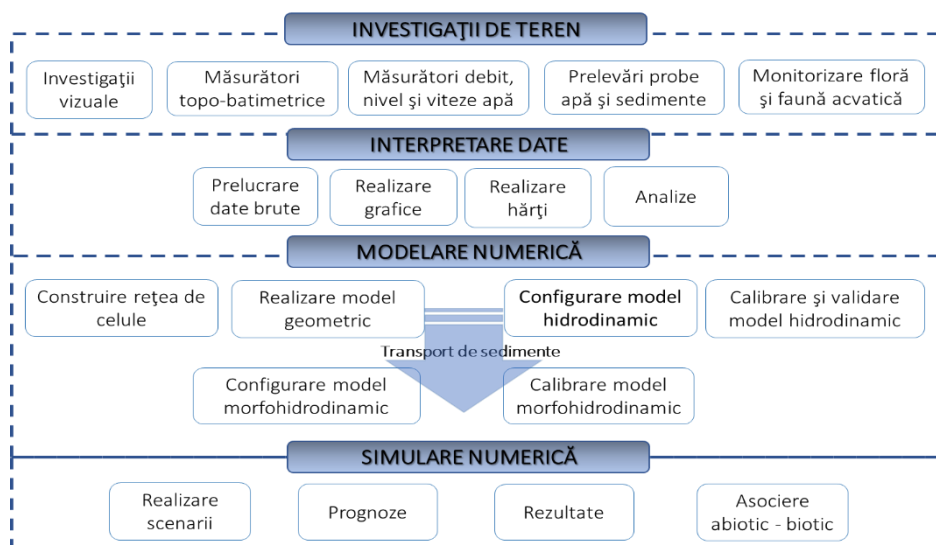 INVESTIGAŢII DE TEREN
Investigaţii
vizuale
Măsurători
topo-batimetrice
Măsurători debit,
nivel şi viteze apă
Prelevări probe
apă şi sedimente
Monitorizare floră
şi faună acvatică
INTERPRETARE DATE
Prelucrare
date brute
Realizare
grafice
Realizare
hărţi
Analize
MODELARE NUMERICĂ
Construire reţea de
celule
Realizare model
geometric
Configurare model
hidrodinamic
Calibrare şi validare
model hidrodinamic
Transport de sedimente
Configurare model
morfohidrodinamic
Calibrare model
morfohidrodinamic
SIMULARE NUMERICĂ
Realizare
scenarii
Prognoze
Rezultate
Asociere
abiotic - biotic